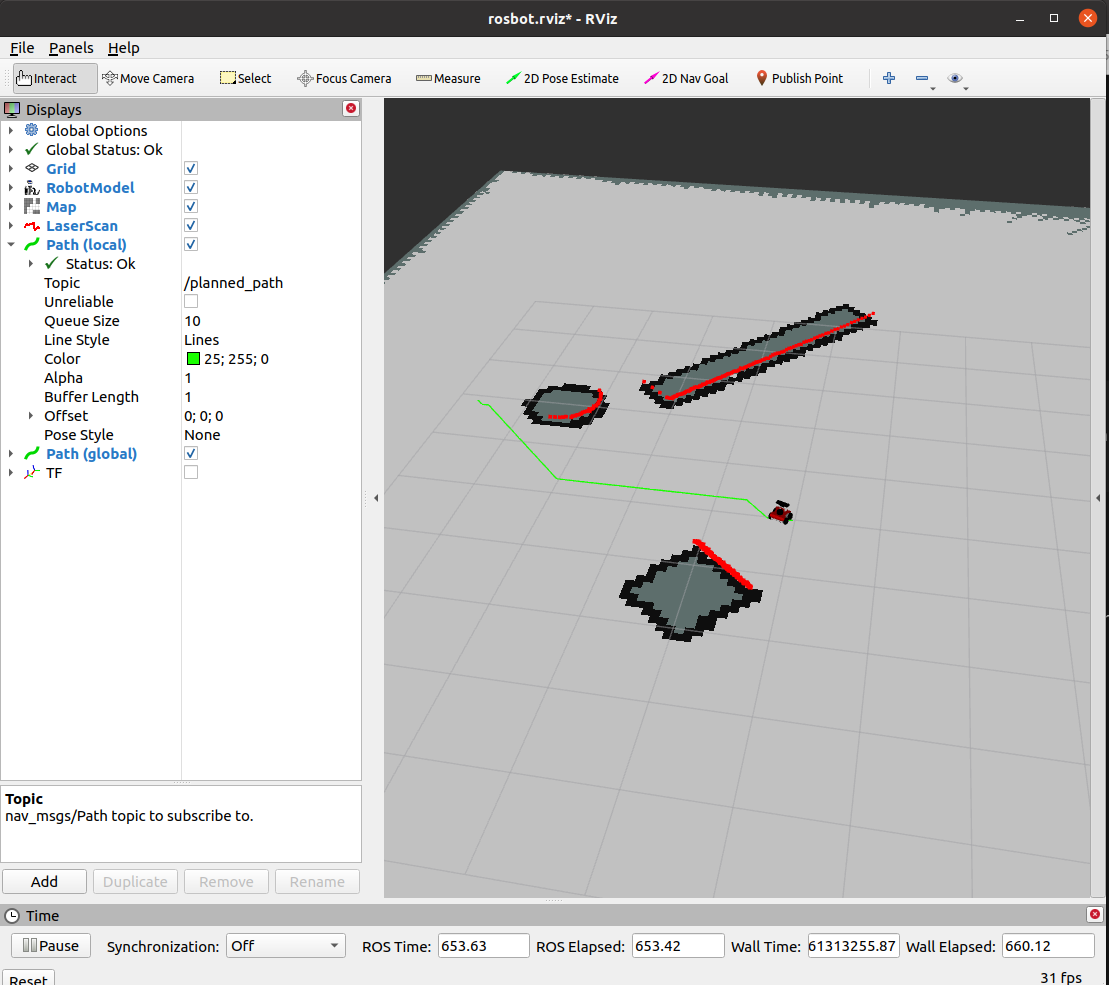 rosbot.rviz* - RViz
File Panels Help
Interact Move Camera Select Focus Camera Measure 2D Pose Estimate 2D Nav Goal Publish Point
Displays
Global Options
Global Status: Ok
Grid
RobotModel
Map
LaserScan
Path (local)
Status: Ok
Topic /planned_path
Unreliable
Queue Size 10
Line Style Lines
Color 25; 255; 0
Alpha 1
Buffer Length 1
Offset 0; 0; 0
Pose Style None
Path (global)
TF
Topic
nav_msgs/Path topic to subscribe to.
Add Duplicate Remove Rename
Time
Pause Synchronization: Off ROS Time: 653.63 ROS Elapsed: 653.42 Wall Time: 61313255.87 Wall Elapsed: 660.12
Reset 31 fps